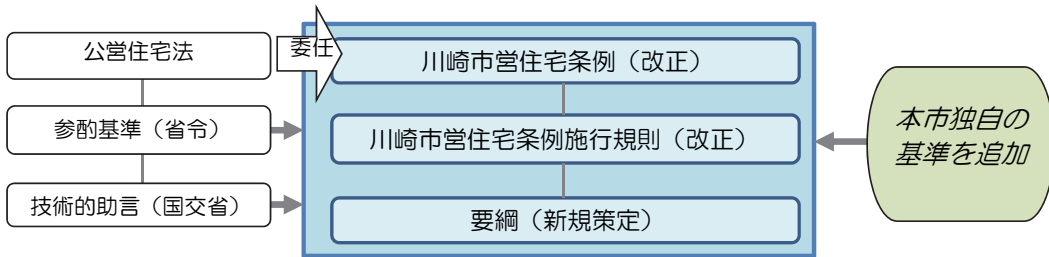 公営住宅法
委任
川崎市営住宅条例（改正）
参酌基準（省令）
川崎市営住宅条例施行規則（改正）
本市独自の
基準を追加
技術的助言（国交省）
要綱（新規策定）